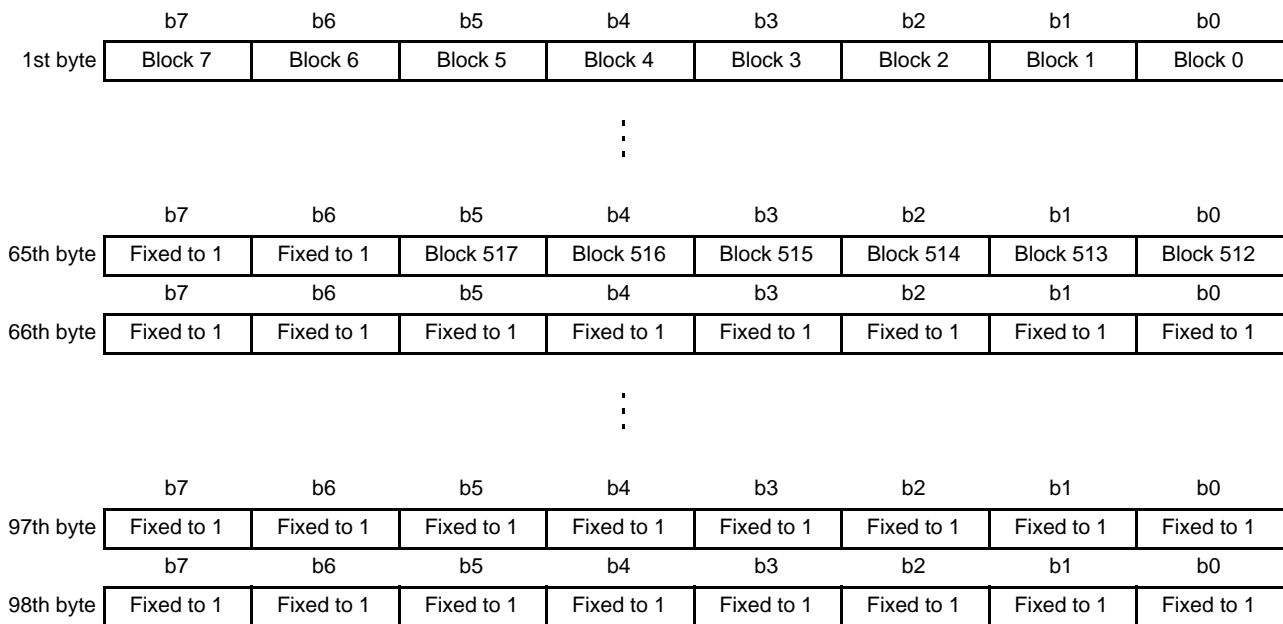 b7 b6 b5 b4 b3 b2 b1 b0
1st byte Block 7 Block 6 Block 5 Block 4 Block 3 Block 2 Block 1 Block 0
b7 b6 b5 b4 b3 b2 b1 b0
65th byte Fixed to 1 Fixed to 1 Block 517 Block 516 Block 515 Block 514 Block 513 Block 512
b7 b6 b5 b4 b3 b2 b1 b0
66th byte Fixed to 1 Fixed to 1 Fixed to 1 Fixed to 1 Fixed to 1 Fixed to 1 Fixed to 1 Fixed to 1
b7 b6 b5 b4 b3 b2 b1 b0
97th byte Fixed to 1 Fixed to 1 Fixed to 1 Fixed to 1 Fixed to 1 Fixed to 1 Fixed to 1 Fixed to 1
b7 b6 b5 b4 b3 b2 b1 b0
98th byte Fixed to 1 Fixed to 1 Fixed to 1 Fixed to 1 Fixed to 1 Fixed to 1 Fixed to 1 Fixed to 1